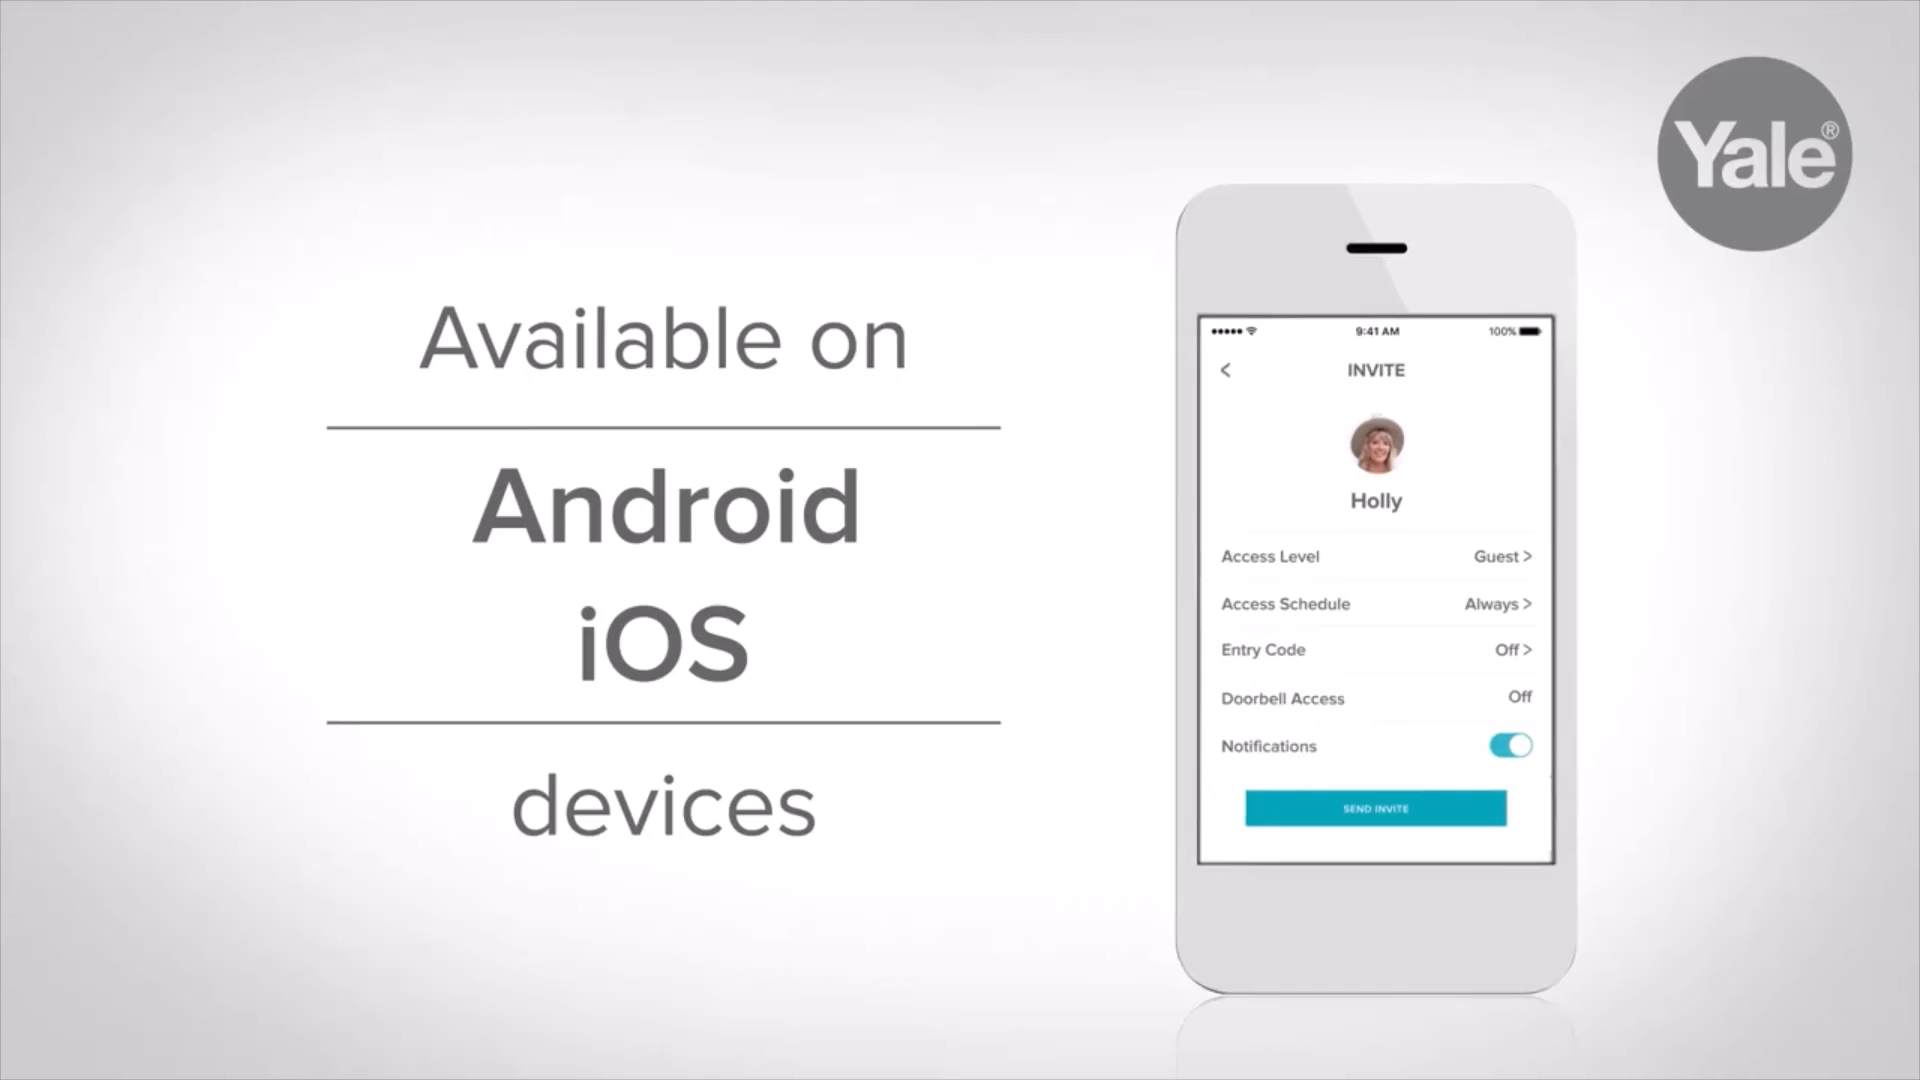 Yale®
Available on
Android
iOS
devices
9:41 AM
100%
<
INVITE
Holly
Access Level Guest >
Access Schedule Always >
Entry Code Off >
Doorbell Access Off
Notifications
SEND INVITE